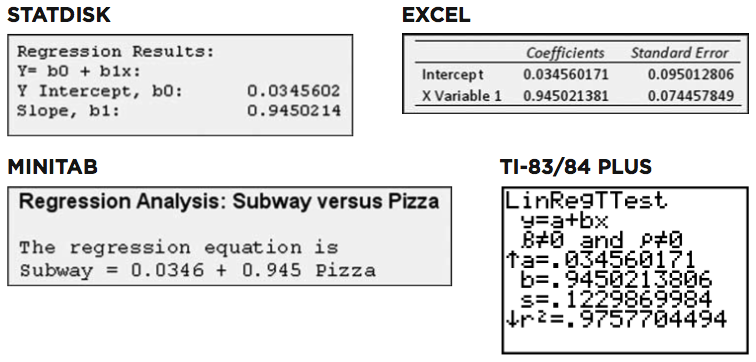 STATDISK
Regression Results:
Y= b0 + b1x:
Y Intercept, b0: 0.0345602
Slope, b1: 0.9450214
EXCEL
Coefficients Standard Error
Intercept 0.034560171 0.095012806
X Variable 1 0.945021381 0.074457849
MINITAB
Regression Analysis: Subway versus Pizza
The regression equation is
Subway = 0.0346 + 0.945 Pizza
TI-83/84 PLUS
LinRegTTest
y=a+bx
β≠0 and ρ≠0
↑a=.034560171
b=.9450213806
s=.1229869984
↓r²=.9757704494